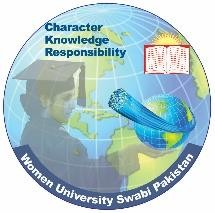 Character
Knowledge
Responsibility
Women University Swabi Pakistan